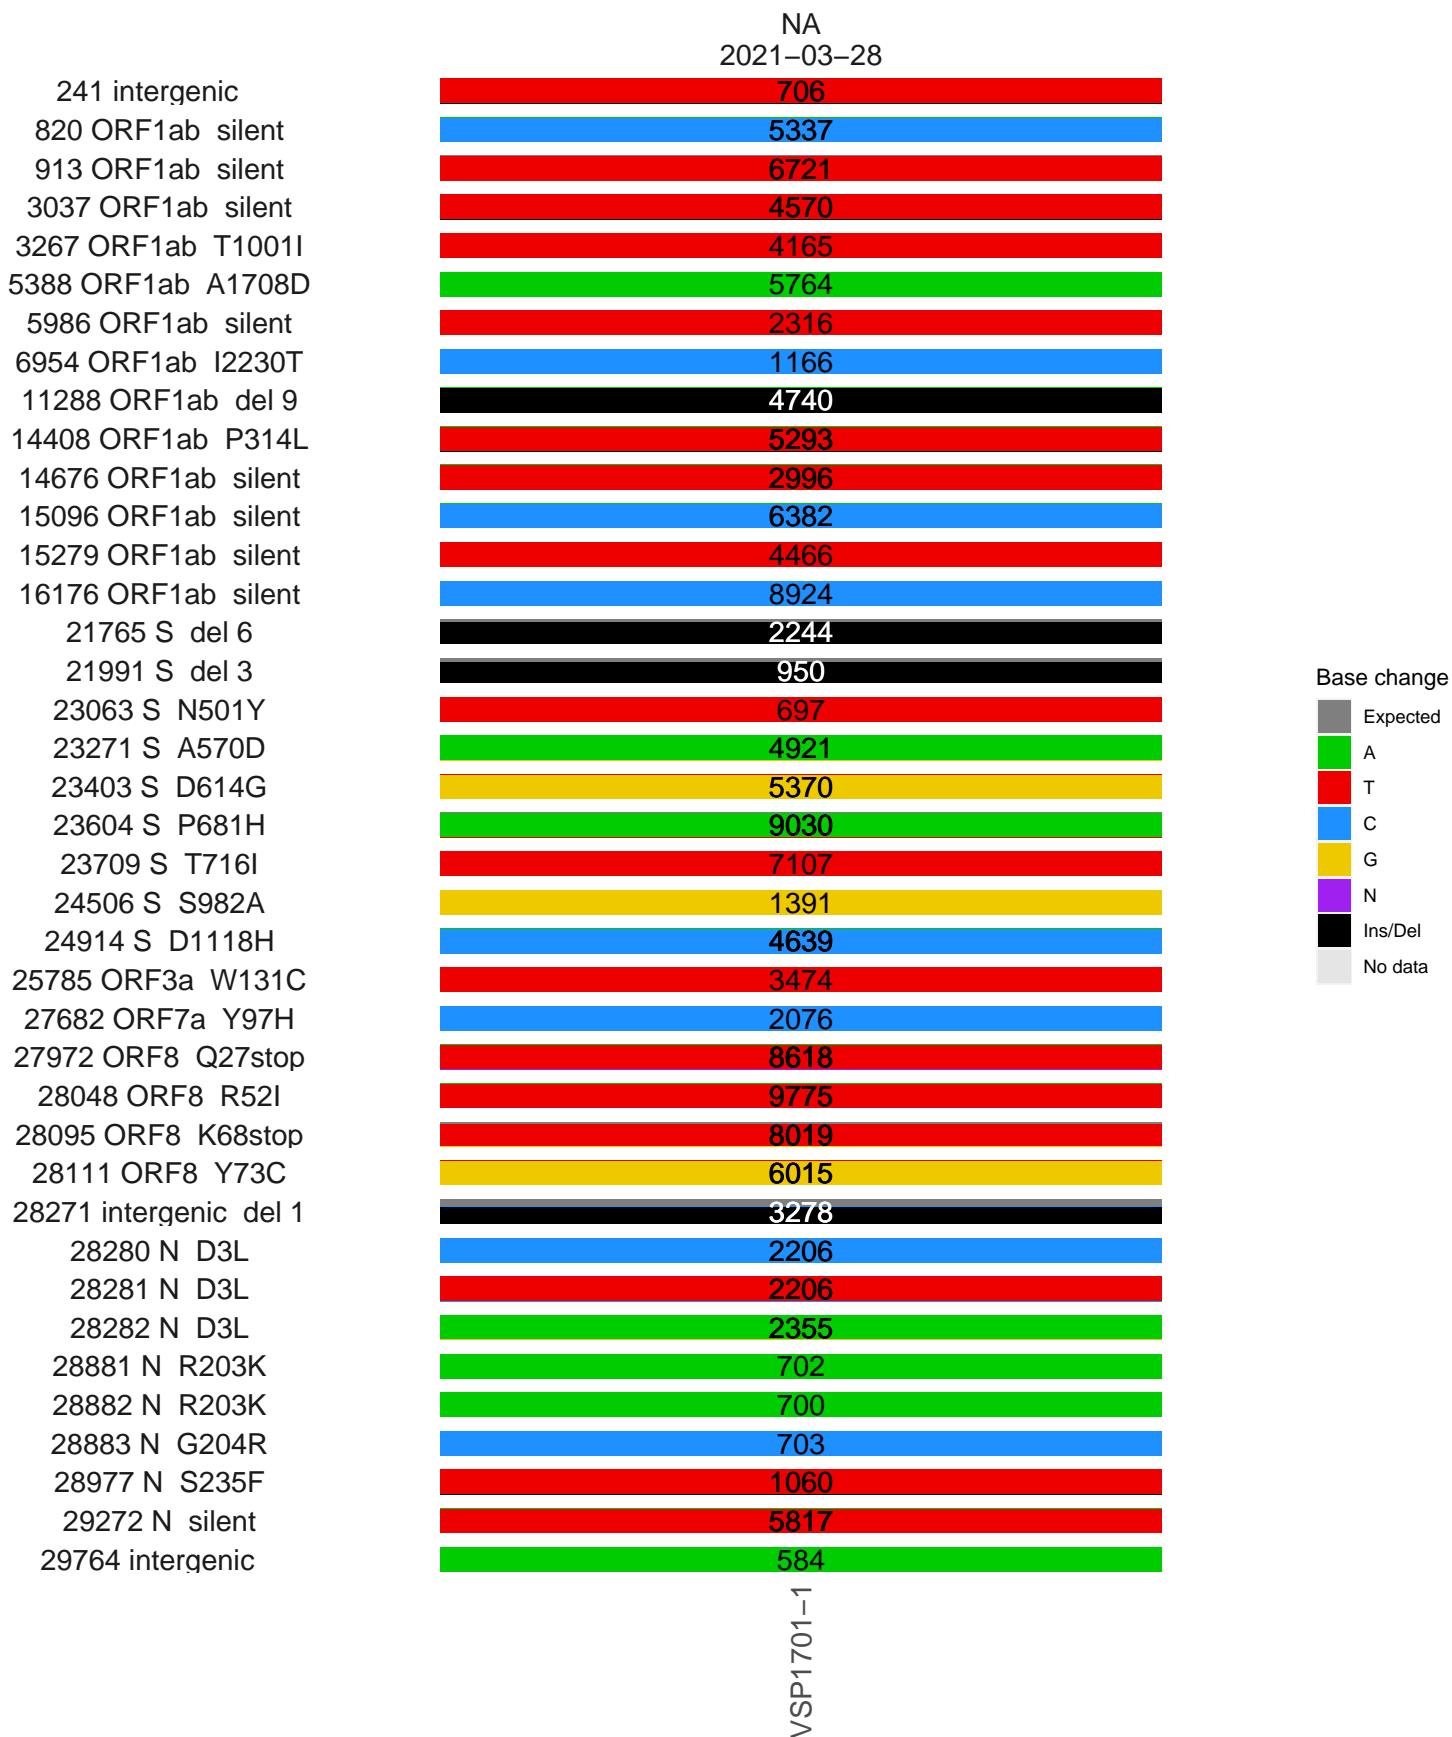 NA
2021−03−28
241 intergenic 706
820 ORF1ab silent 5337
913 ORF1ab silent 6721
3037 ORF1ab silent 4570
3267 ORF1ab T1001I 4165
5388 ORF1ab A1708D 5764
5986 ORF1ab silent 2316
6954 ORF1ab I2230T 1166
11288 ORF1ab del 9 4740
14408 ORF1ab P314L 5293
14676 ORF1ab silent 2996
15096 ORF1ab silent 6382
15279 ORF1ab silent 4466
16176 ORF1ab silent 8924
21765 S del 6 2244
21991 S del 3 950
23063 S N501Y 697
23271 S A570D 4921
23403 S D614G 5370
23604 S P681H 9030
23709 S T716I 7107
24506 S S982A 1391
24914 S D1118H 4639
25785 ORF3a W131C 3474
27682 ORF7a Y97H 2076
27972 ORF8 Q27stop 8618
28048 ORF8 R52I 9775
28095 ORF8 K68stop 8019
28111 ORF8 Y73C 6015
28271 intergenic del 1 3278
28280 N D3L 2206
28281 N D3L 2206
28282 N D3L 2355
28881 N R203K 702
28882 N R203K 700
28883 N G204R 703
28977 N S235F 1060
29272 N silent 5817
29764 intergenic 584
VSP1701−1
Base change
Expected
A
T
C
G
N
Ins/Del
No data